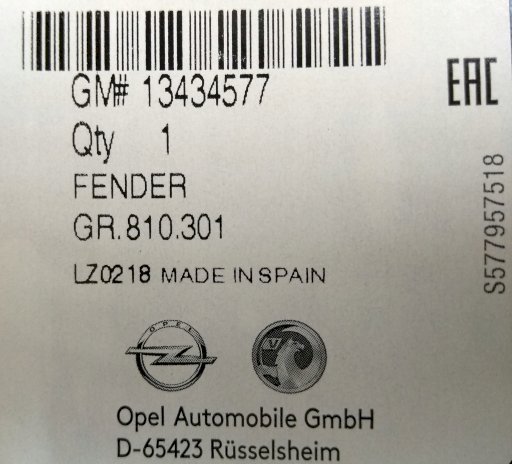 GM# 13434577
EAC
Qty 1
FENDER
GR.810.301
LZ0218 MADE IN SPAIN
S577957518
OPEL
V
Opel Automobile GmbH
D-65423 Rüsselsheim